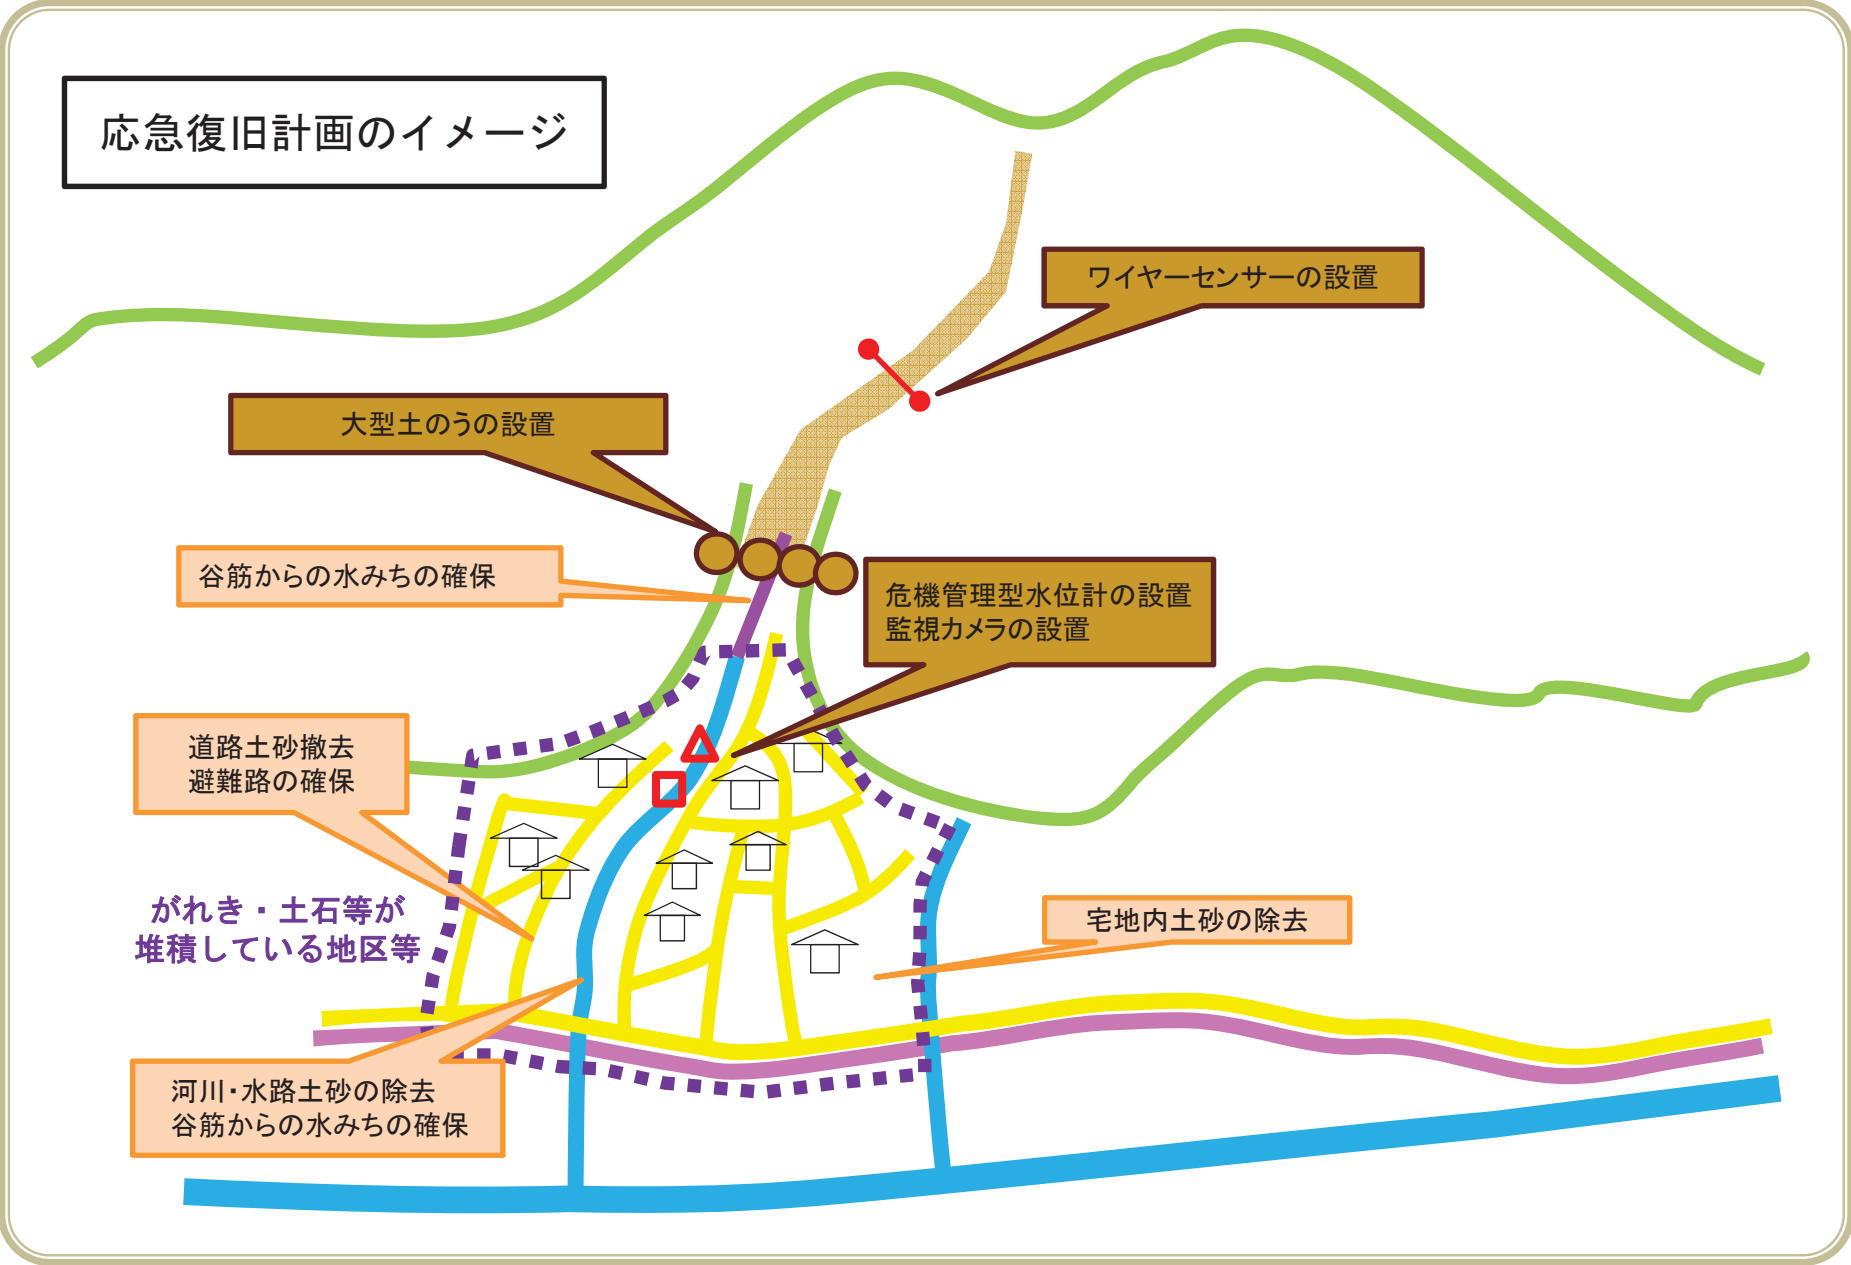 応急復旧計画のイメージ
ワイヤーセンサーの設置
大型土のうの設置
谷筋からの水みちの確保
危機管理型水位計の設置
監視カメラの設置
道路土砂撤去
避難路の確保
がれき・土石等が
堆積している地区等
宅地内土砂の除去
河川・水路土砂の除去
谷筋からの水みちの確保